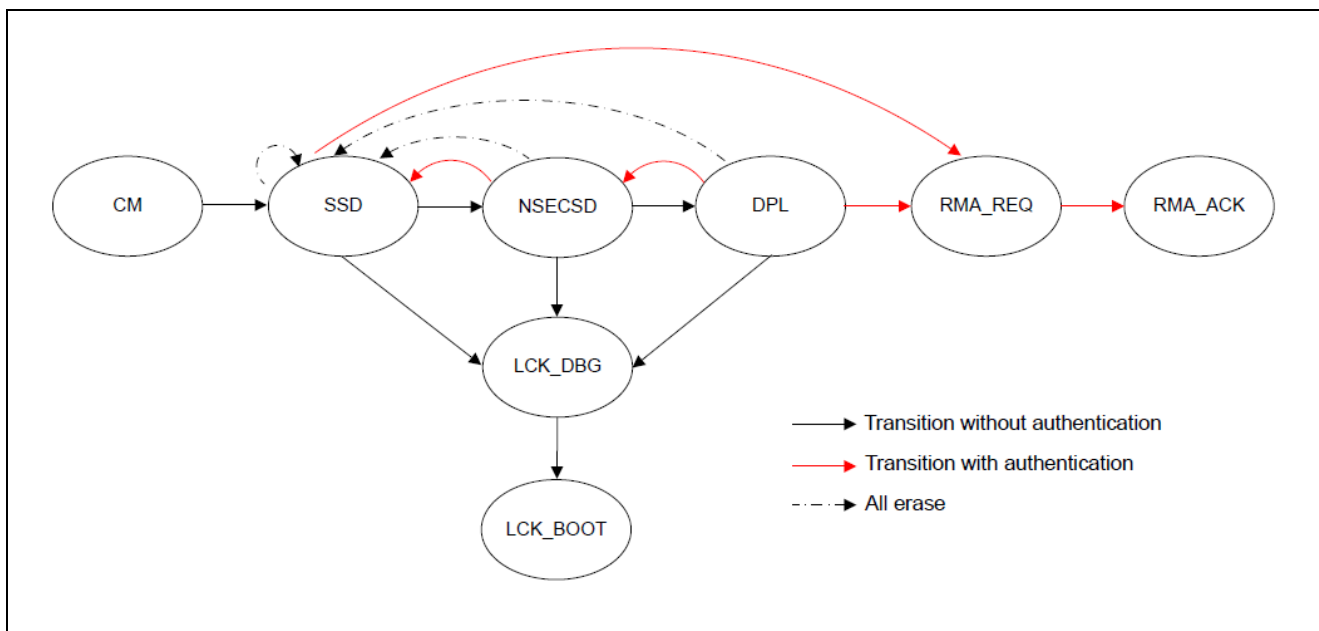 CM
SSD
NSECSD
DPL
RMA_REQ
RMA_ACK
LCK_DBG
Transition without authentication
Transition with authentication
All erase
LCK_BOOT